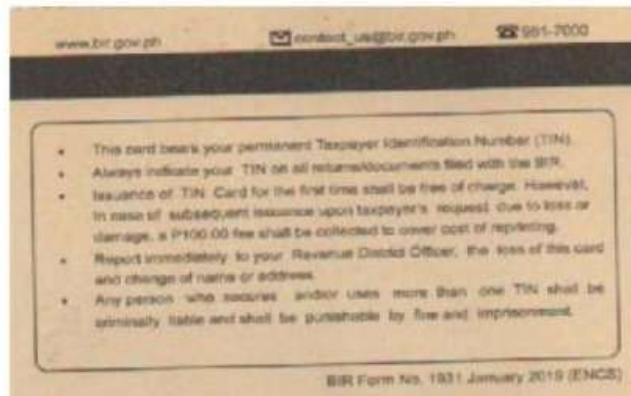 www.bir.gov.ph contact_us@bir.gov.ph 981-7000
• This card bears your permanent Taxpayer Identification Number (TIN).
• Always indicate your TIN on all returns/documents filed with the BIR.
• Issuance of TIN Card for the first time shall be free of charge. However,
in case of subsequent issuance upon taxpayer's request due to loss or
damage, a P100.00 fee shall be collected to cover cost of reprinting.
• Report immediately to your Revenue District Officer, the loss of this card
and change of name or address.
• Any person who secures and/or uses more than one TIN shall be
criminally liable and shall be punishable by fine and imprisonment.
BIR Form No. 1931 January 2019 (ENCS)